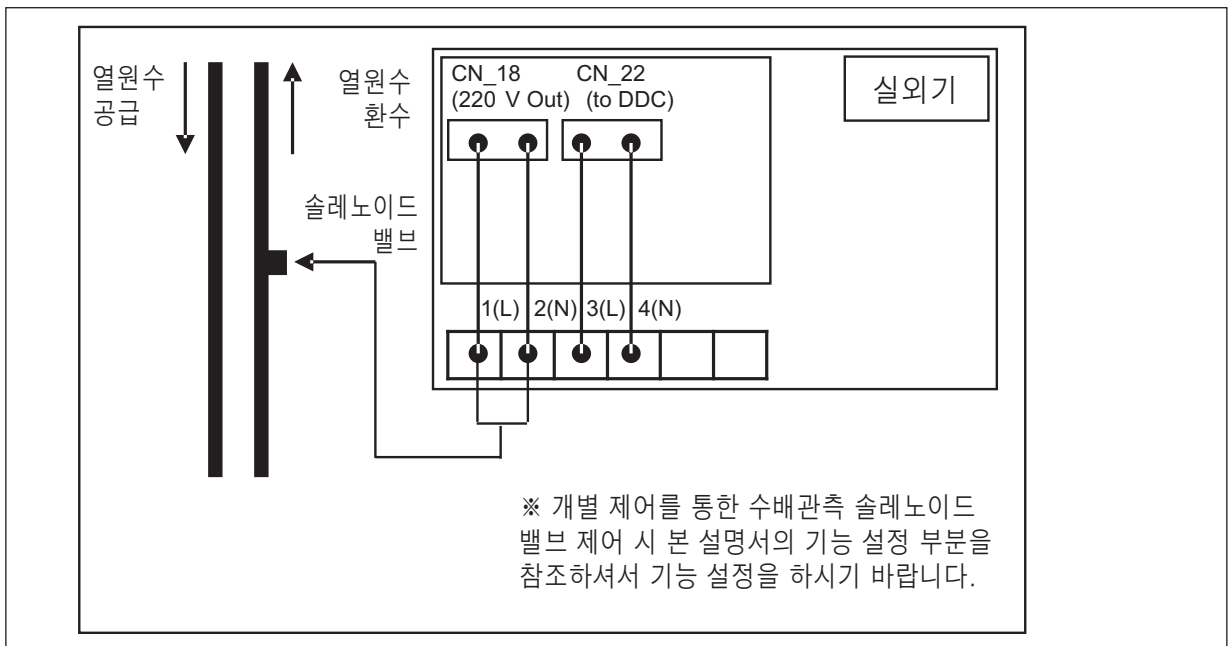 열원수
공급
열원수
환수
솔레노이드
밸브
CN_18
(220 V Out)
CN_22
(to DDC)
실외기
1(L)
2(N)
3(L)
4(N)
※ 개별 제어를 통한 수배관측 솔레노이드
밸브 제어 시 본 설명서의 기능 설정 부분을
참조하셔서 기능 설정을 하시기 바랍니다.